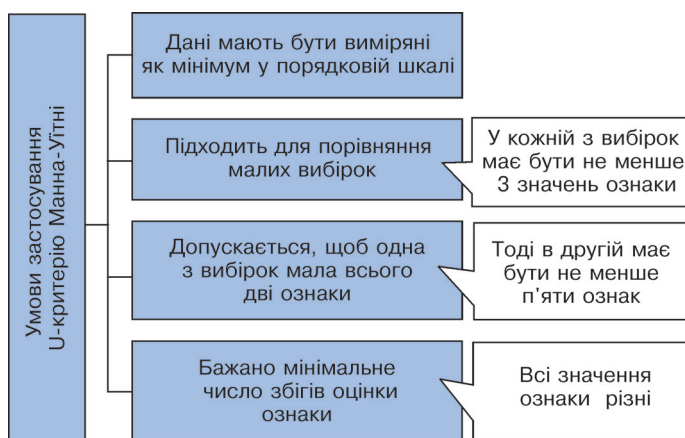 Умови застосування
U-критерію Манна-Уїтні
Дані мають бути виміряні
як мінімум у порядковій шкалі
Підходить для порівняння
малих вибірок
У кожній з вибірок
має бути не менше
3 значень ознаки
Допускається, щоб одна
з вибірок мала всього
дві ознаки
Тоді в другій має
бути не менше
п'яти ознак
Бажано мінімальне
число збігів оцінки
ознаки
Всі значення
ознаки різні